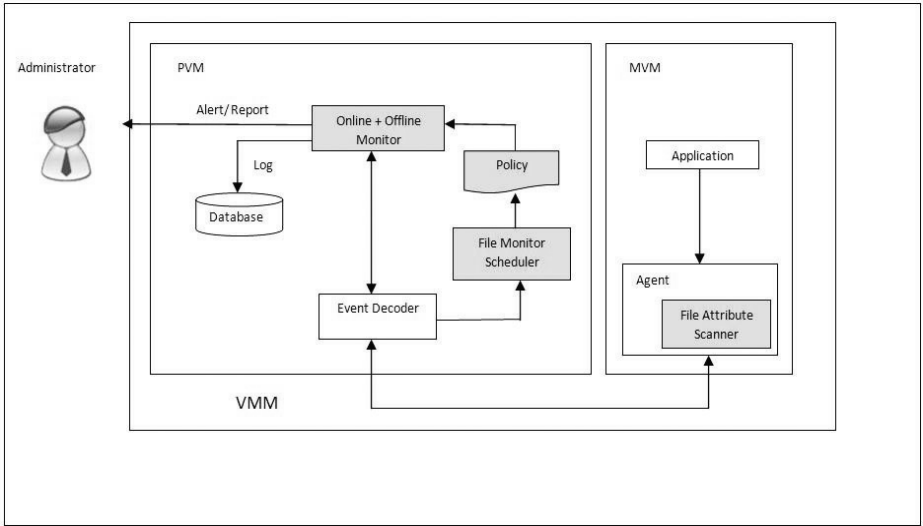 Administrator
PVM
MVM
Alert/Report
Online + Offline
Monitor
Log
Policy
Application
Database
File Monitor
Scheduler
Agent
Event Decoder
File Attribute
Scanner
VMM